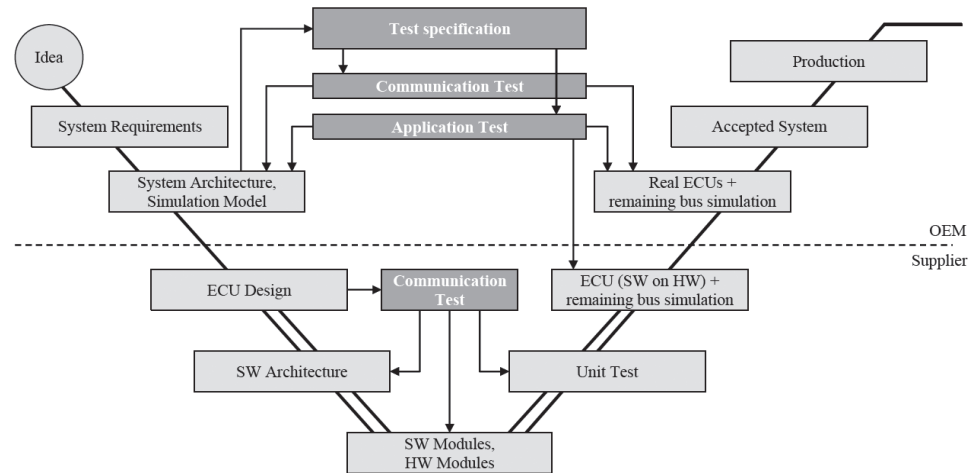 Test specification
Idea
Production
Communication Test
System Requirements
Application Test
Accepted System
System Architecture,
Simulation Model
Real ECUs +
remaining bus simulation
OEM
Supplier
ECU Design
Communication
Test
ECU (SW on HW) +
remaining bus simulation
SW Architecture
Unit Test
SW Modules,
HW Modules